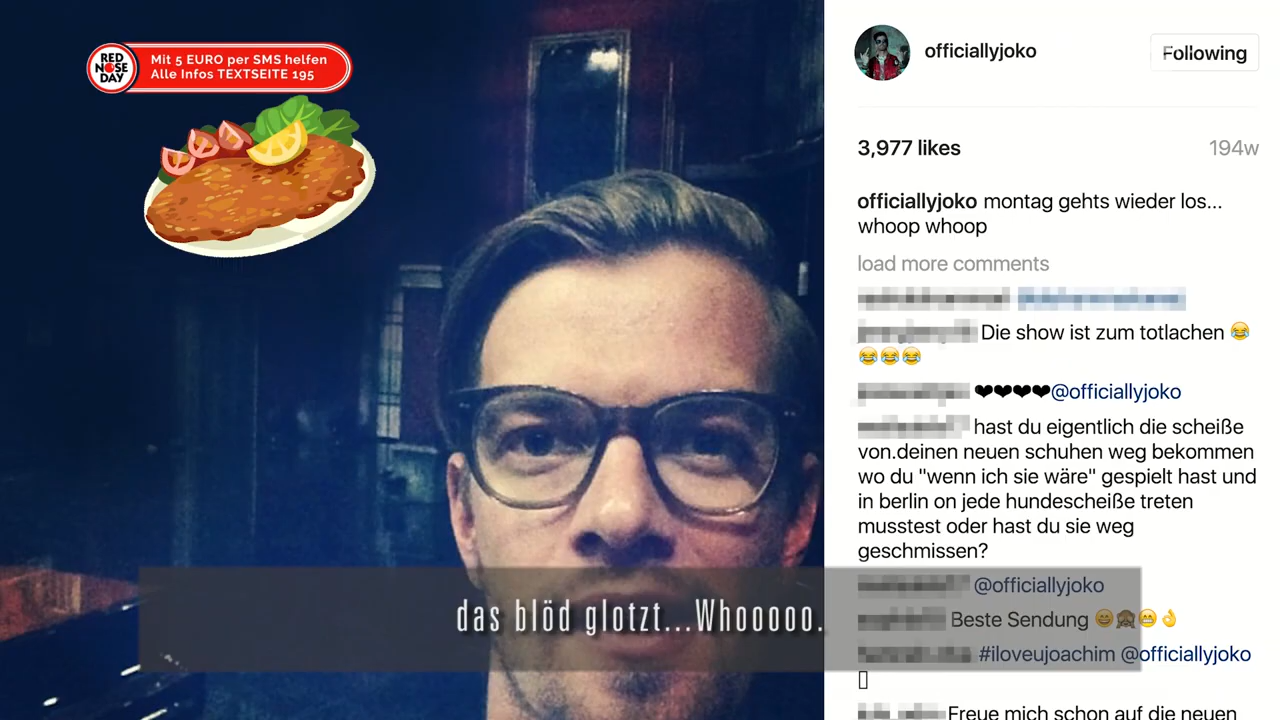 RED
NOSE
DAY
Mit 5 EURO per SMS helfen
Alle Infos TEXTSEITE 195
officiallyjoko
Following
3,977 likes
194w
officiallyjoko montag gehts wieder los...
whoop whoop
load more comments
Die show ist zum totlachen 😂
😂😂😂
❤❤❤❤@officiallyjoko
hast du eigentlich die scheiße
von.deinen neuen schuhen weg bekommen
wo du "wenn ich sie wäre" gespielt hast und
in berlin on jede hundescheiße treten
musstest oder hast du sie weg
geschmissen?
@officiallyjoko
Beste Sendung 😄🙈😁👌
#iloveujoachim @officiallyjoko
Freue mich schon auf die neuen
das blöd glotzt...Whooooo.